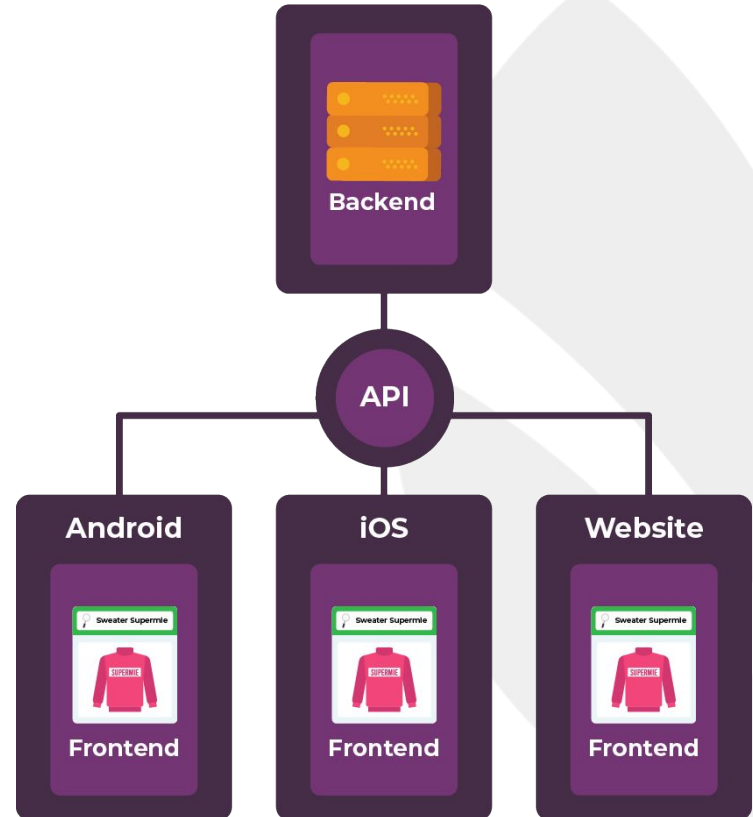 Backend
API
Android
iOS
Website
Sweater Supermie
Sweater Supermie
Sweater Supermie
SUPERMIE
SUPERMIE
SUPERMIE
Frontend
Frontend
Frontend